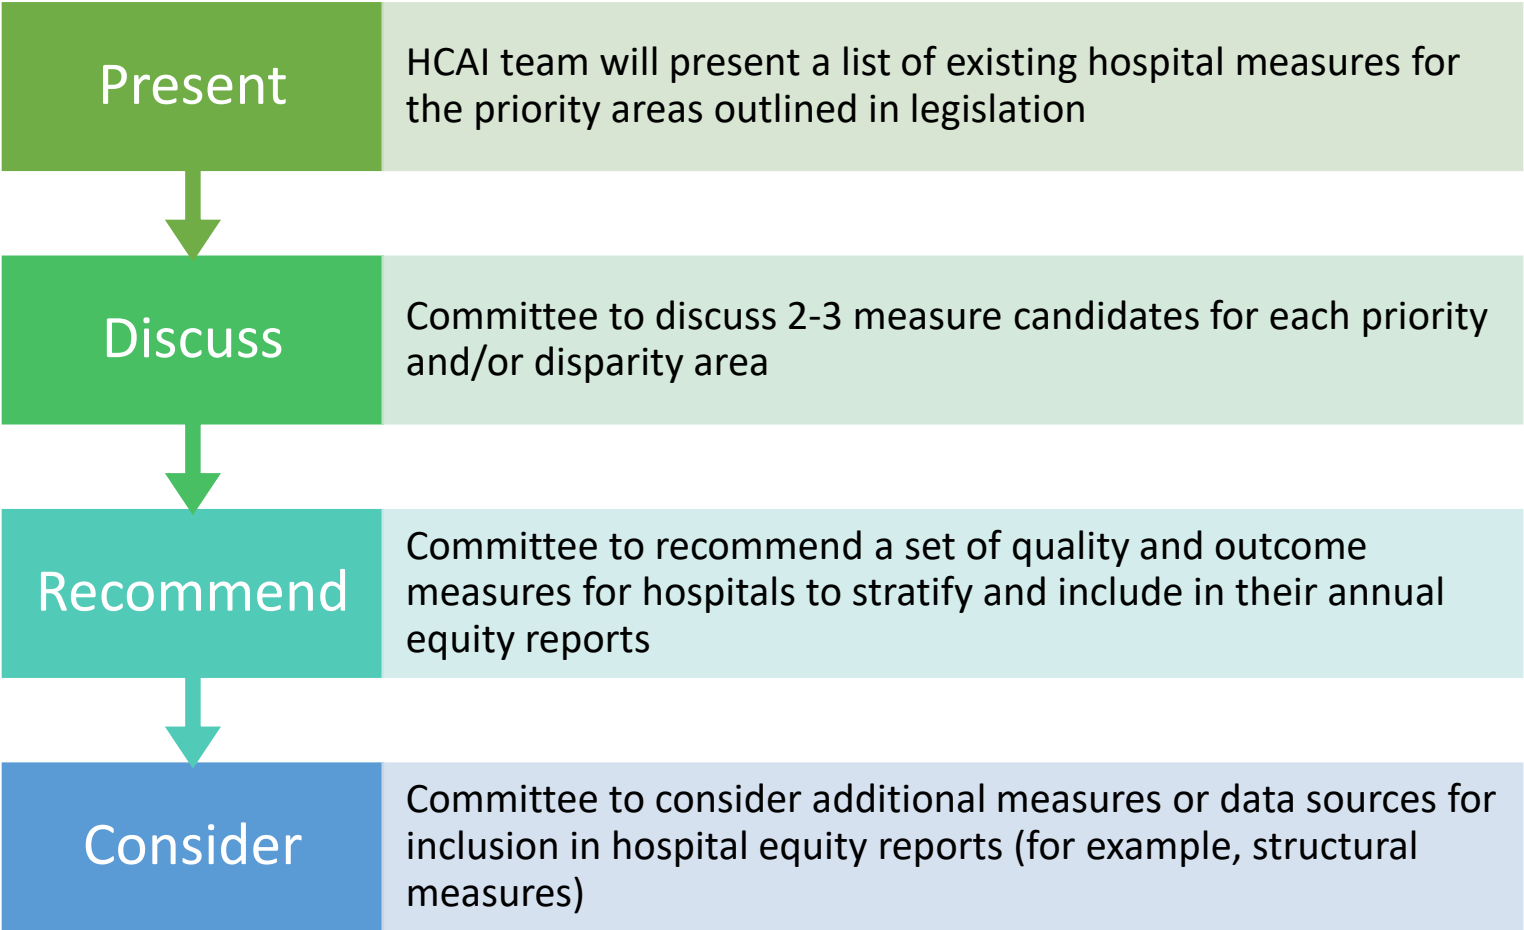 Present
HCAI team will present a list of existing hospital measures for
the priority areas outlined in legislation
Discuss
Committee to discuss 2-3 measure candidates for each priority
and/or disparity area
Recommend
Committee to recommend a set of quality and outcome
measures for hospitals to stratify and include in their annual
equity reports
Consider
Committee to consider additional measures or data sources for
inclusion in hospital equity reports (for example, structural
measures)